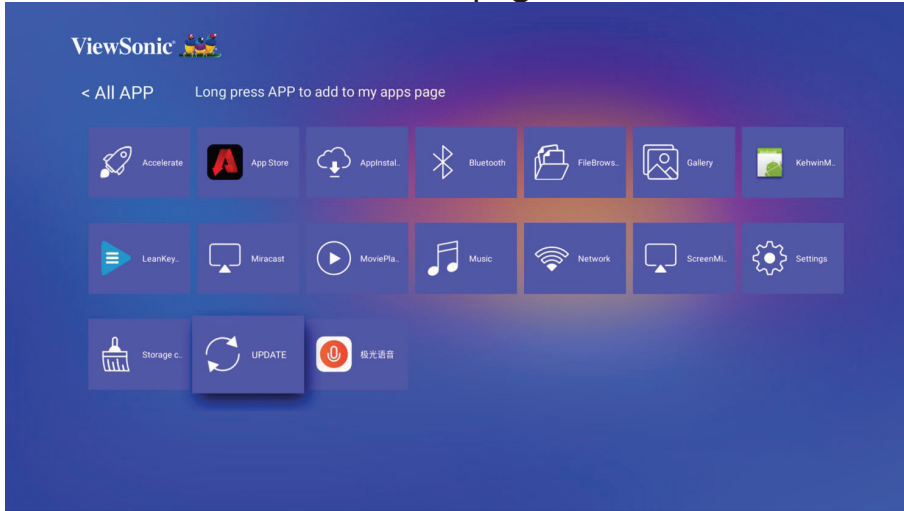 ViewSonic
< All APP Long press APP to add to my apps page
Accelerate App Store AppInstal.. Bluetooth FileBrows.. Gallery KehwinM..
LeanKey.. Miracast MoviePla.. Music Network ScreenMi.. Settings
Storage c.. UPDATE 极光语音